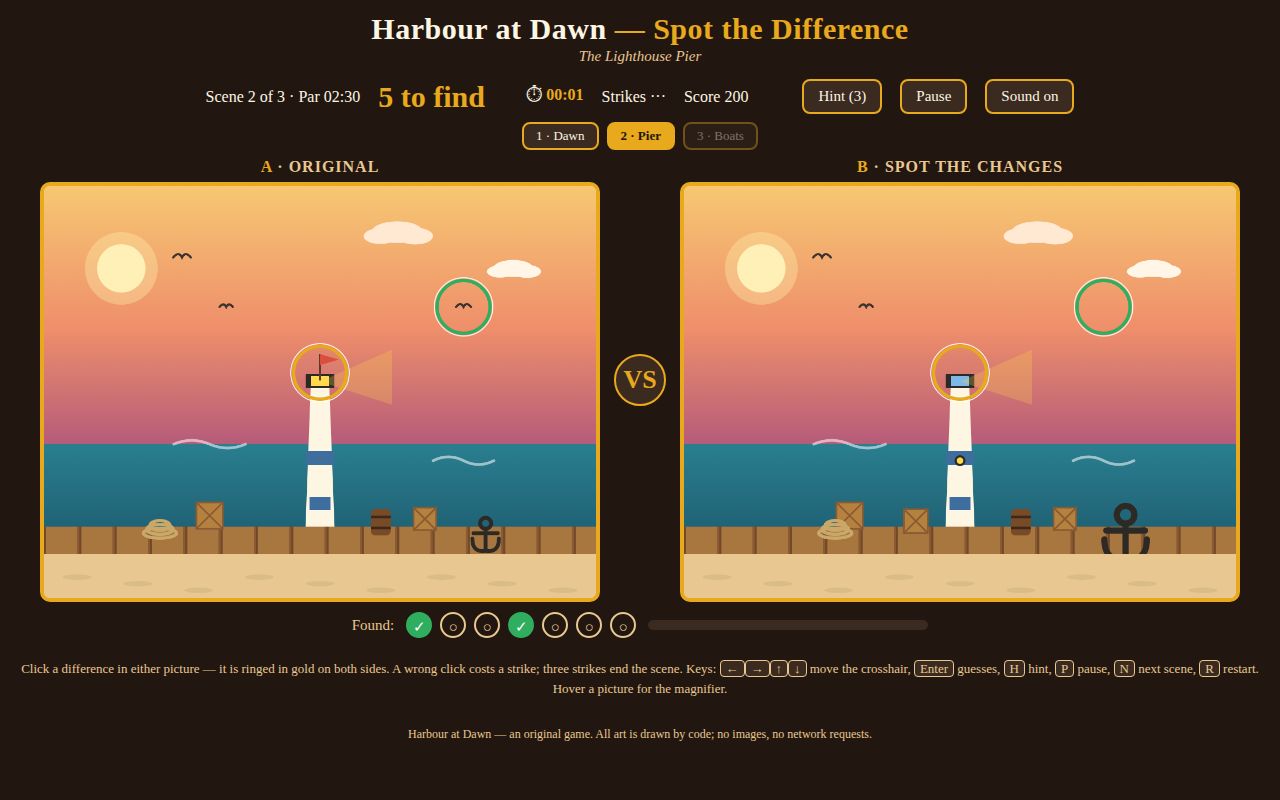 Harbour at Dawn — Spot the Difference
The Lighthouse Pier
Scene 2 of 3 · Par 02:30 5 to find ⏱ 00:01 Strikes ··· Score 200 Hint (3) Pause Sound on
1 · Dawn 2 · Pier 3 · Boats
A · ORIGINAL
B · SPOT THE CHANGES
VS
Found: ✓ ○ ○ ✓ ○ ○ ○
Click a difference in either picture — it is ringed in gold on both sides. A wrong click costs a strike; three strikes end the scene. Keys: ← → ↑ ↓ move the crosshair, Enter guesses, H hint, P pause, N next scene, R restart.
Hover a picture for the magnifier.
Harbour at Dawn — an original game. All art is drawn by code; no images, no network requests.